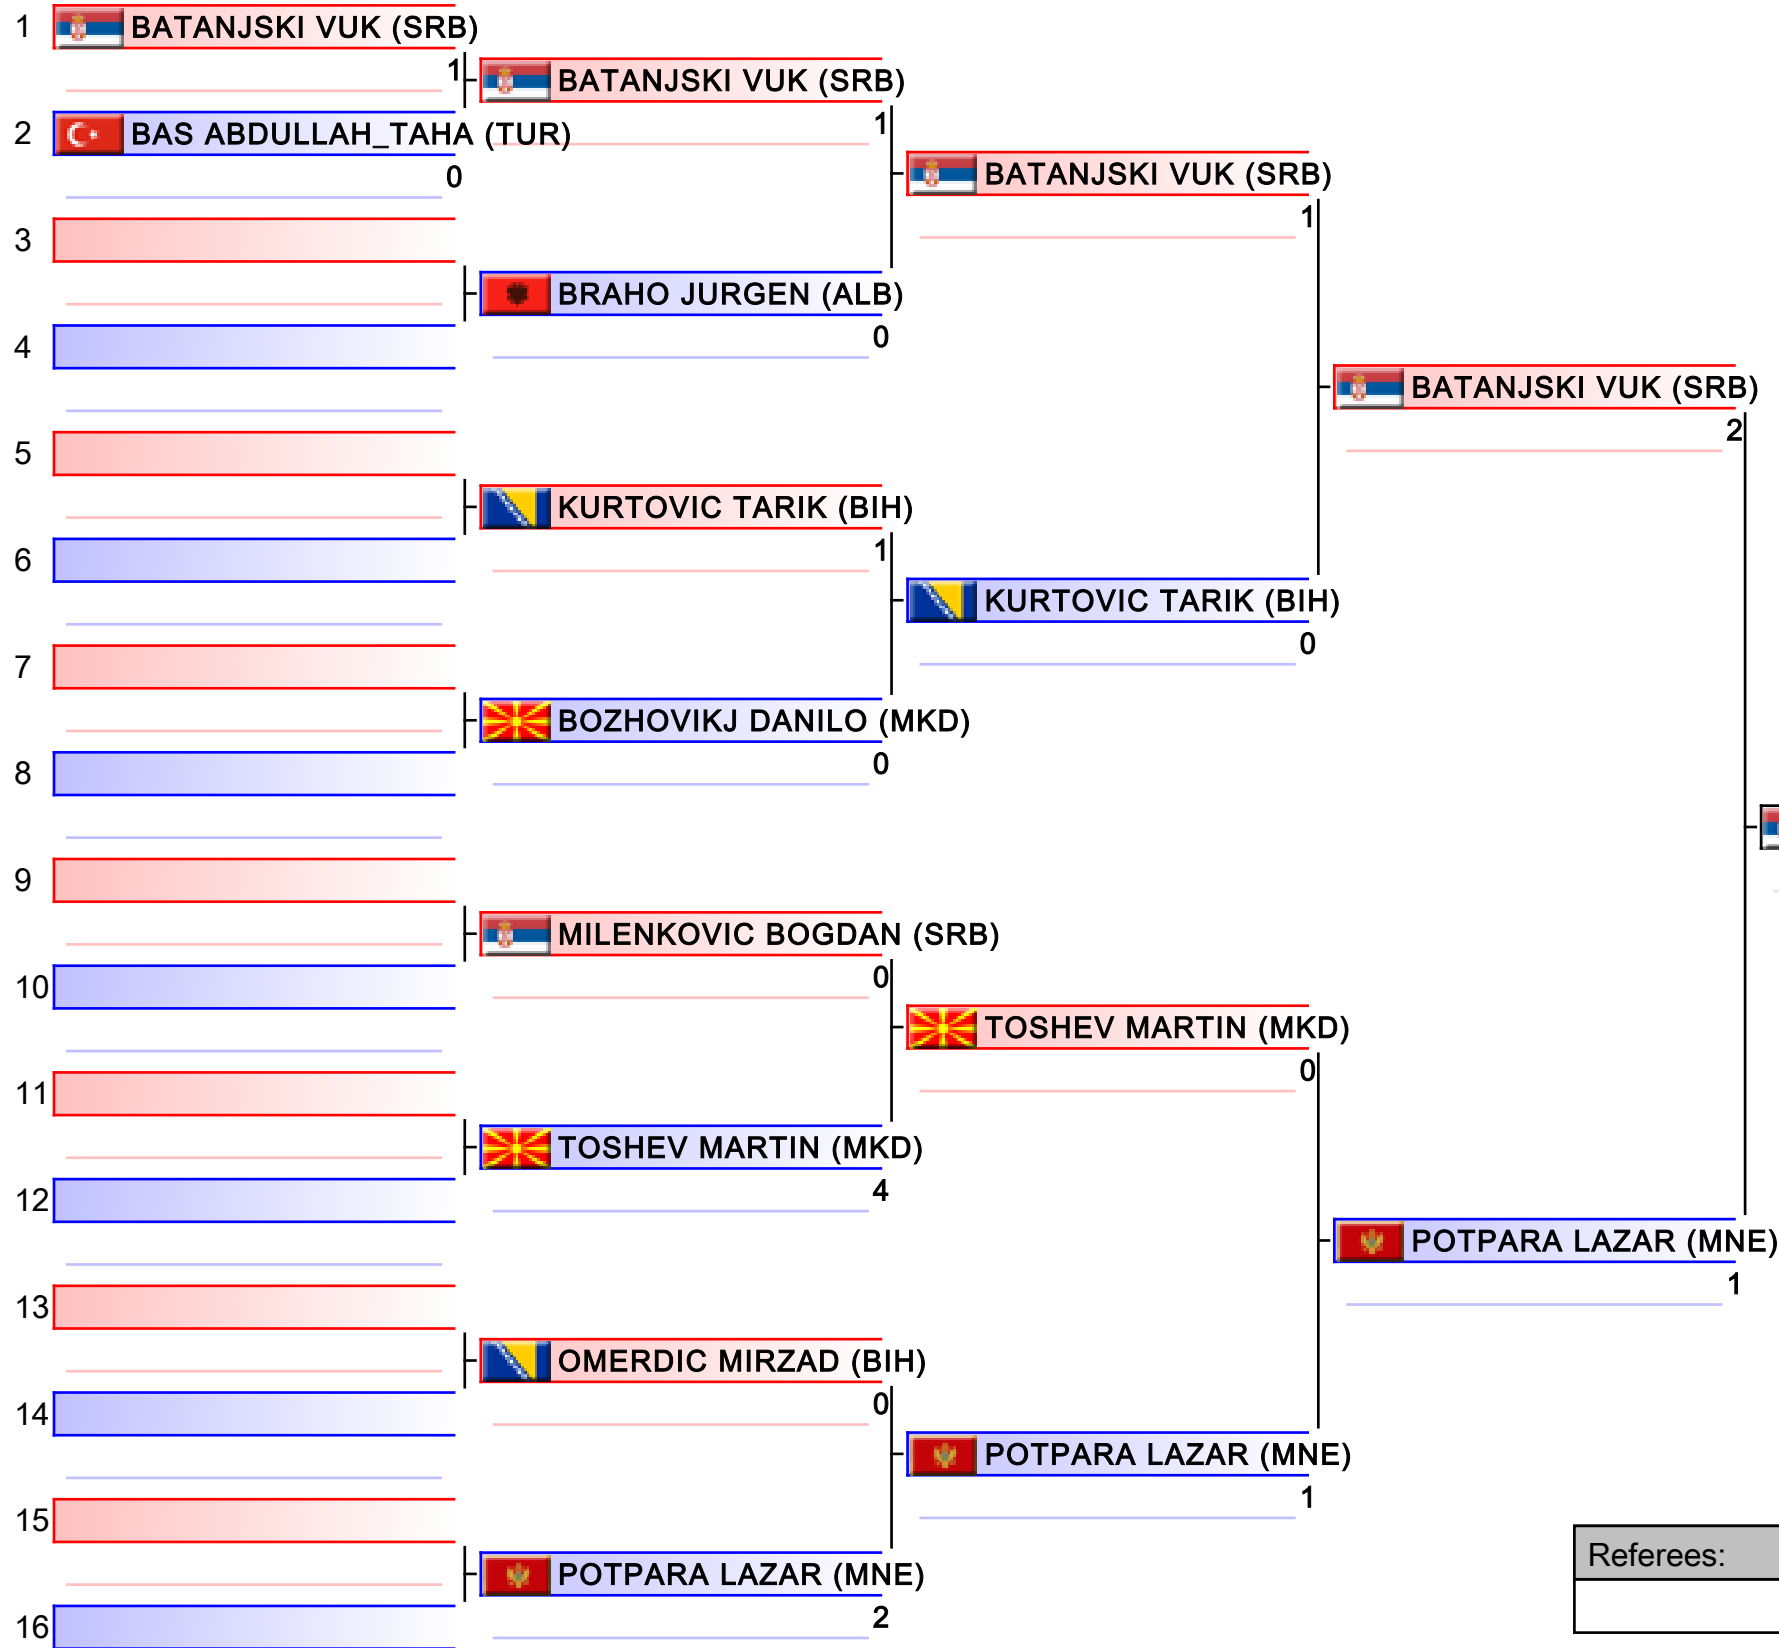 1 BATANJSKI VUK (SRB)
1
BATANJSKI VUK (SRB)
1
2 BAS ABDULLAH_TAHA (TUR)
0
BATANJSKI VUK (SRB)
1
3
BRAHO JURGEN (ALB)
0
4
BATANJSKI VUK (SRB)
2
5
KURTOVIC TARIK (BIH)
1
6
KURTOVIC TARIK (BIH)
0
7
BOZHOVIKJ DANILO (MKD)
0
8
9
MILENKOVIC BOGDAN (SRB)
0
10
TOSHEV MARTIN (MKD)
0
11
TOSHEV MARTIN (MKD)
4
12
POTPARA LAZAR (MNE)
1
13
OMERDIC MIRZAD (BIH)
0
14
POTPARA LAZAR (MNE)
1
15
Referees:
POTPARA LAZAR (MNE)
2
16